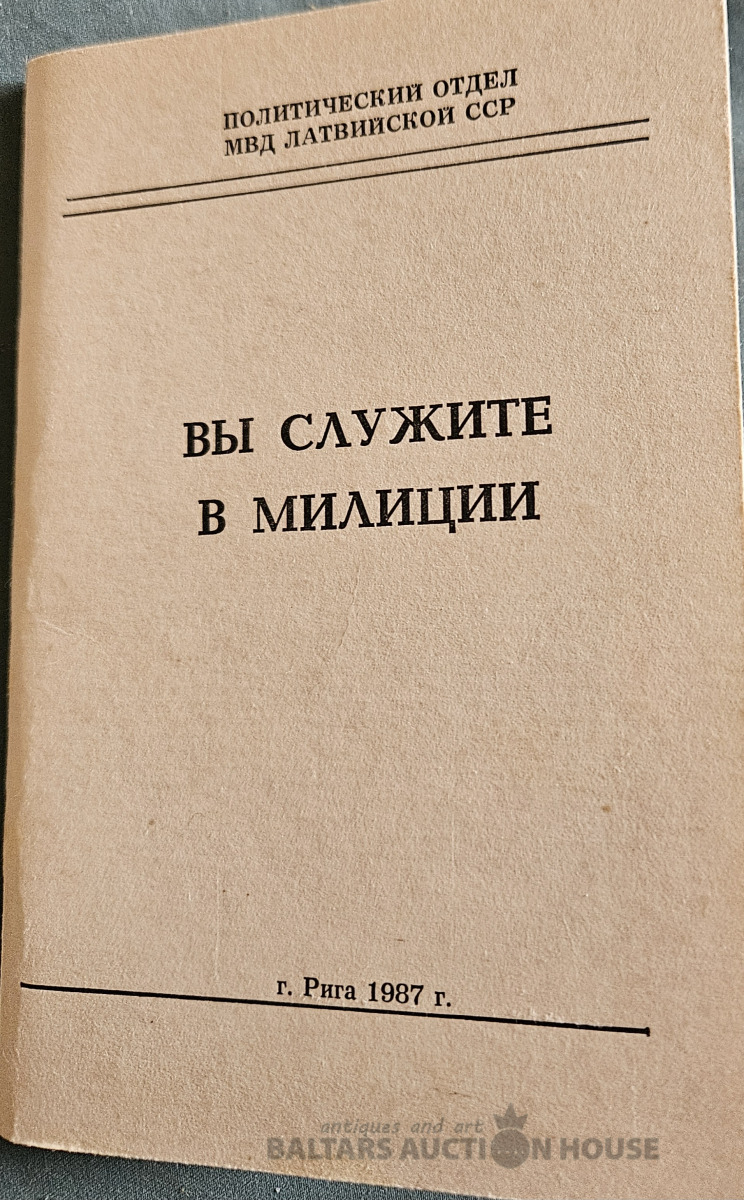 ПОЛИТИЧЕСКИЙ ОТДЕЛ
МВД ЛАТВИЙСКОЙ ССР
ВЫ СЛУЖИТЕ
В МИЛИЦИИ
г. Рига 1987 г.
antiques and art
BALTARS AUCTION HOUSE